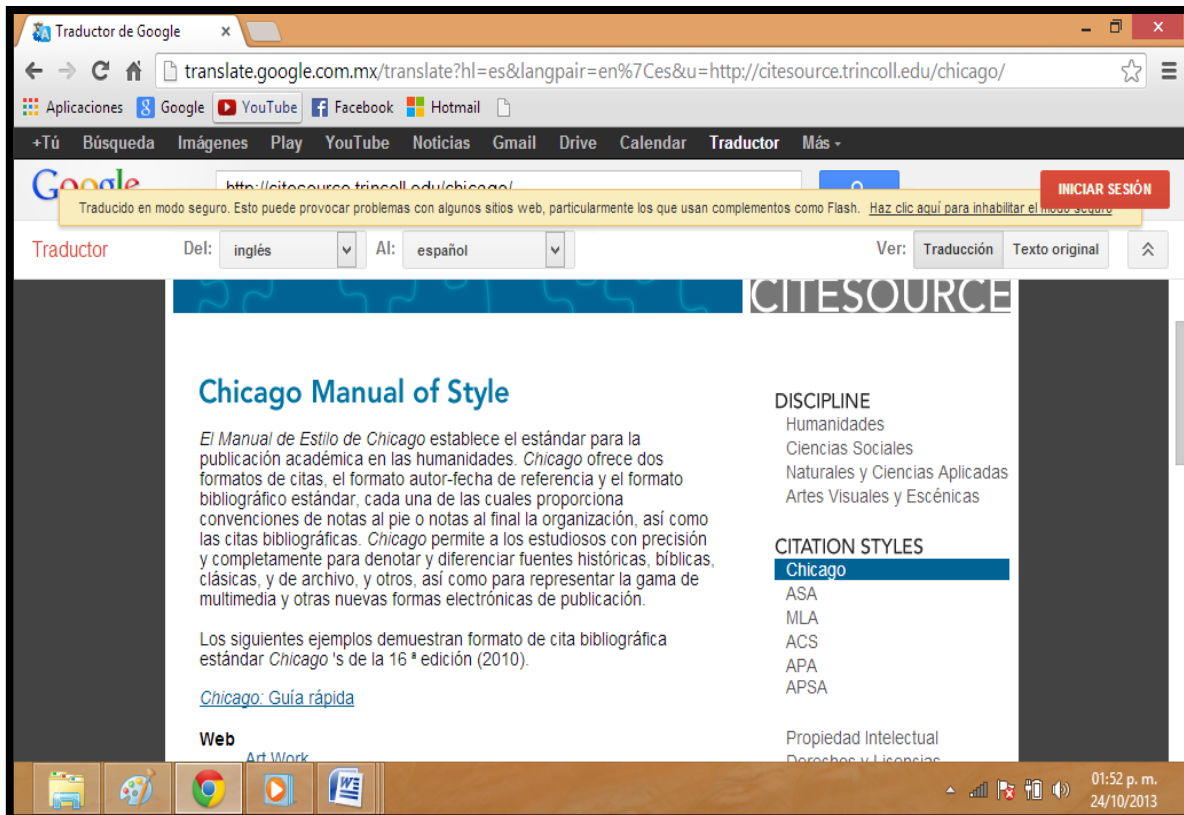 Traductor de Google
translate.google.com.mx/translate?hl=es&langpair=en%7Ces&u=http://citesource.trincoll.edu/chicago/
Aplicaciones Google YouTube Facebook Hotmail
+Tú Búsqueda Imágenes Play YouTube Noticias Gmail Drive Calendar Traductor Más
Google http://citesource.trincoll.edu/chicago/
INICIAR SESIÓN
Traducido en modo seguro. Esto puede provocar problemas con algunos sitios web, particularmente los que usan complementos como Flash. Haz clic aquí para inhabilitar el modo seguro
Traductor Del: inglés Al: español Ver: Traducción Texto original
CITESOURCE
Chicago Manual of Style
El Manual de Estilo de Chicago establece el estándar para la
publicación académica en las humanidades. Chicago ofrece dos
formatos de citas, el formato autor-fecha de referencia y el formato
bibliográfico estándar, cada una de las cuales proporciona
convenciones de notas al pie o notas al final la organización, así como
las citas bibliográficas. Chicago permite a los estudiosos con precisión
y completamente para denotar y diferenciar fuentes históricas, bíblicas,
clásicas, y de archivo, y otros, así como para representar la gama de
multimedia y otras nuevas formas electrónicas de publicación.
Los siguientes ejemplos demuestran formato de cita bibliográfica
estándar Chicago 's de la 16 ª edición (2010).
Chicago: Guía rápida
Web
Art Work
DISCIPLINE
Humanidades
Ciencias Sociales
Naturales y Ciencias Aplicadas
Artes Visuales y Escénicas
CITATION STYLES
Chicago
ASA
MLA
ACS
APA
APSA
Propiedad Intelectual
Derechos y Licencias
01:52 p. m.
24/10/2013